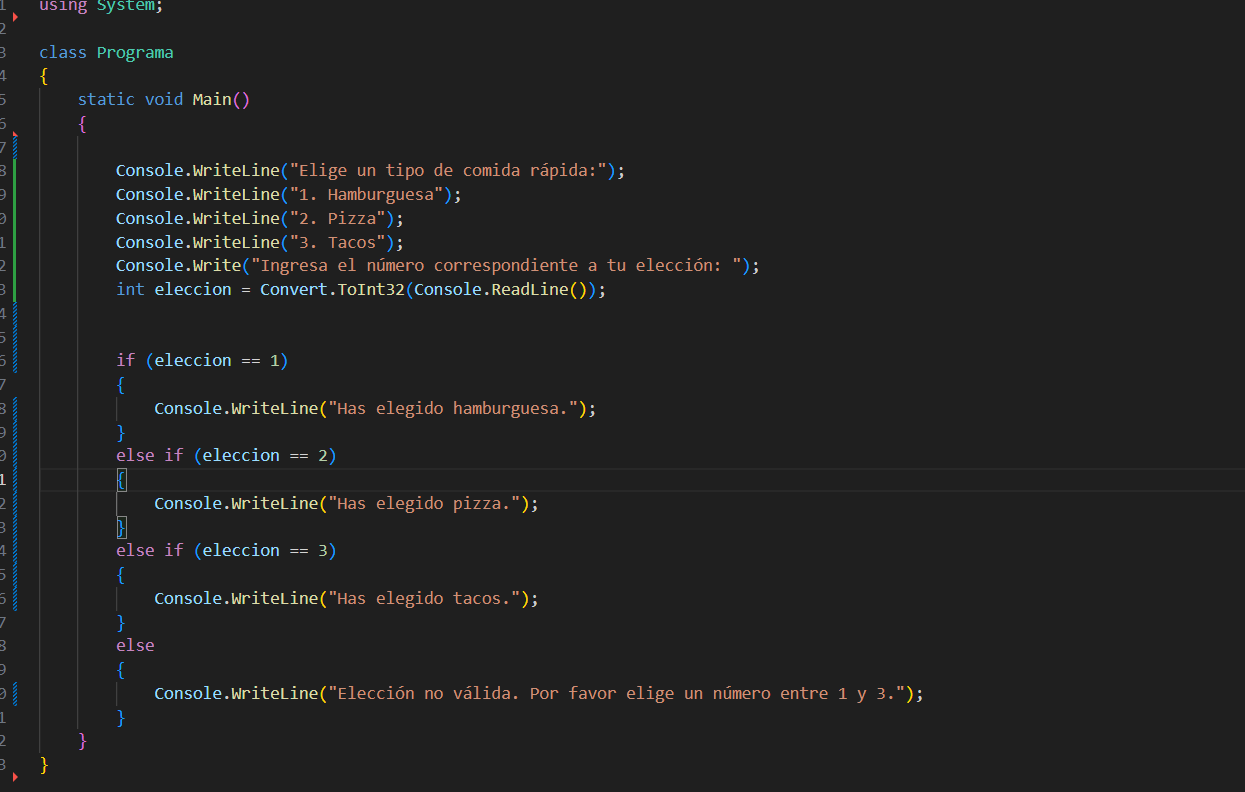 using System;
class Programa
{
static void Main()
{
Console.WriteLine("Elige un tipo de comida rápida:");
Console.WriteLine("1. Hamburguesa");
Console.WriteLine("2. Pizza");
Console.WriteLine("3. Tacos");
Console.Write("Ingresa el número correspondiente a tu elección: ");
int eleccion = Convert.ToInt32(Console.ReadLine());
if (eleccion == 1)
{
Console.WriteLine("Has elegido hamburguesa.");
}
else if (eleccion == 2)
{
Console.WriteLine("Has elegido pizza.");
}
else if (eleccion == 3)
{
Console.WriteLine("Has elegido tacos.");
}
else
{
Console.WriteLine("Elección no válida. Por favor elige un número entre 1 y 3.");
}
}
}